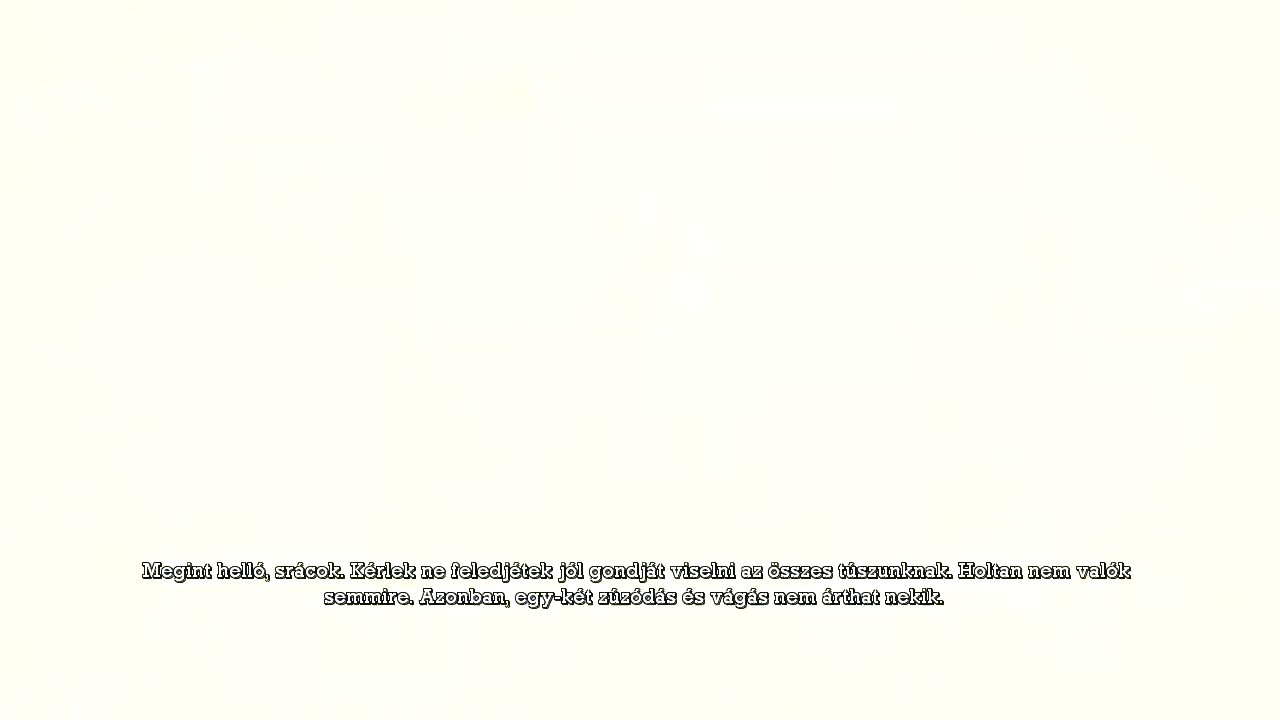 Megint helló, srácok. Kérlek ne feledjétek jól gondját viselni az összes túszunknak. Holtan nem valók
semmire. Azonban, egy-két zúzódás és vágás nem árthat nekik.